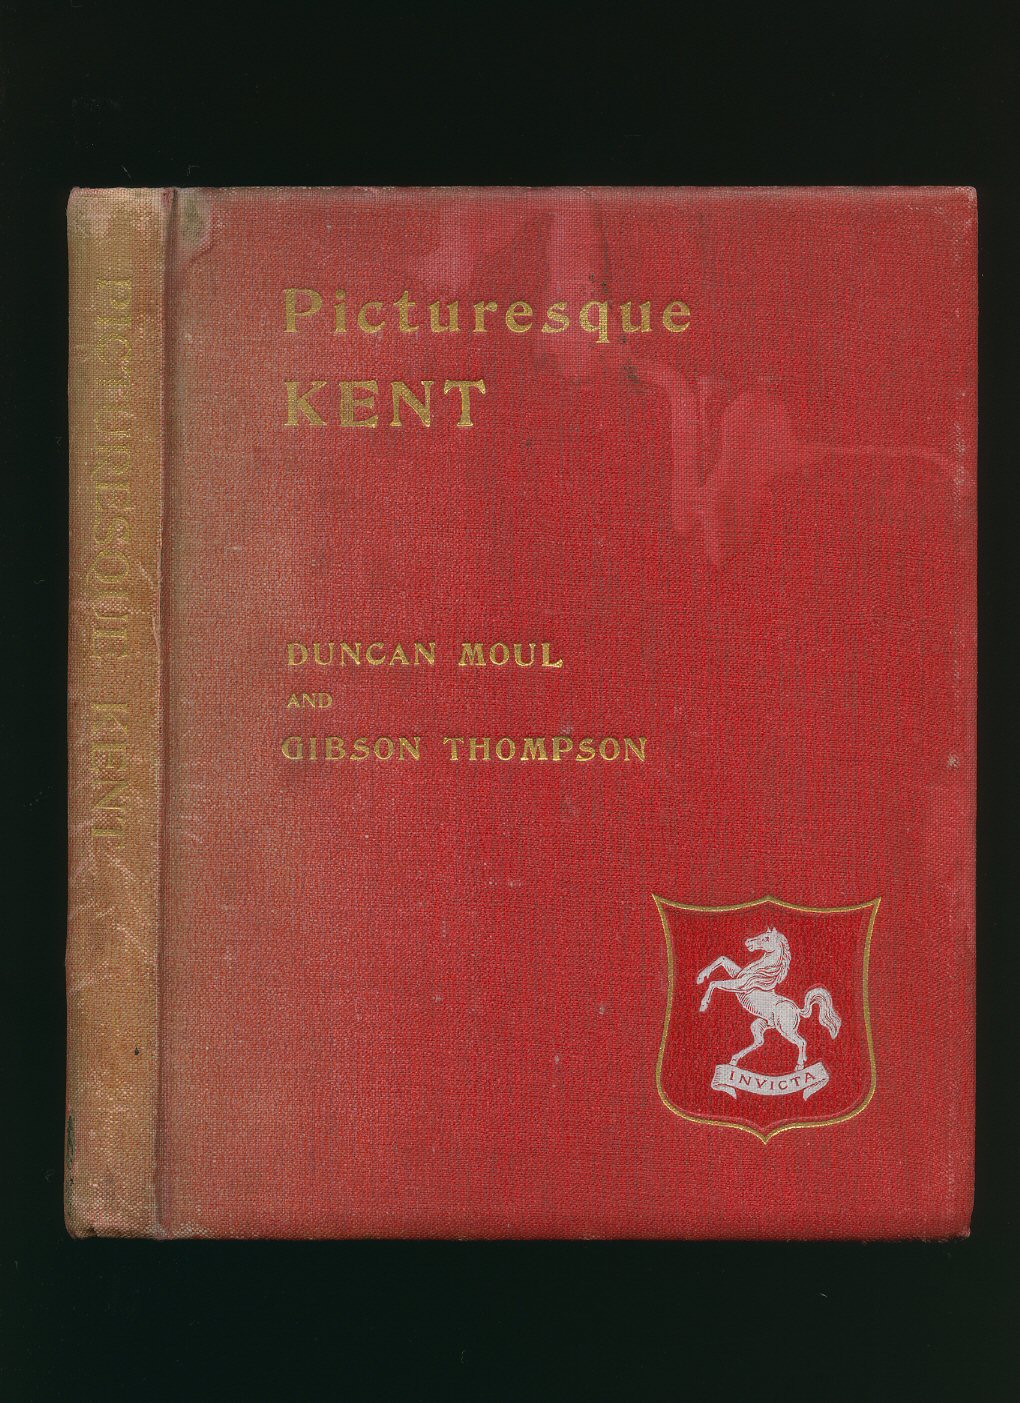 PICTURESQUE KENT
Picturesque
KENT
DUNCAN MOUL
AND
GIBSON THOMPSON
INVICTA